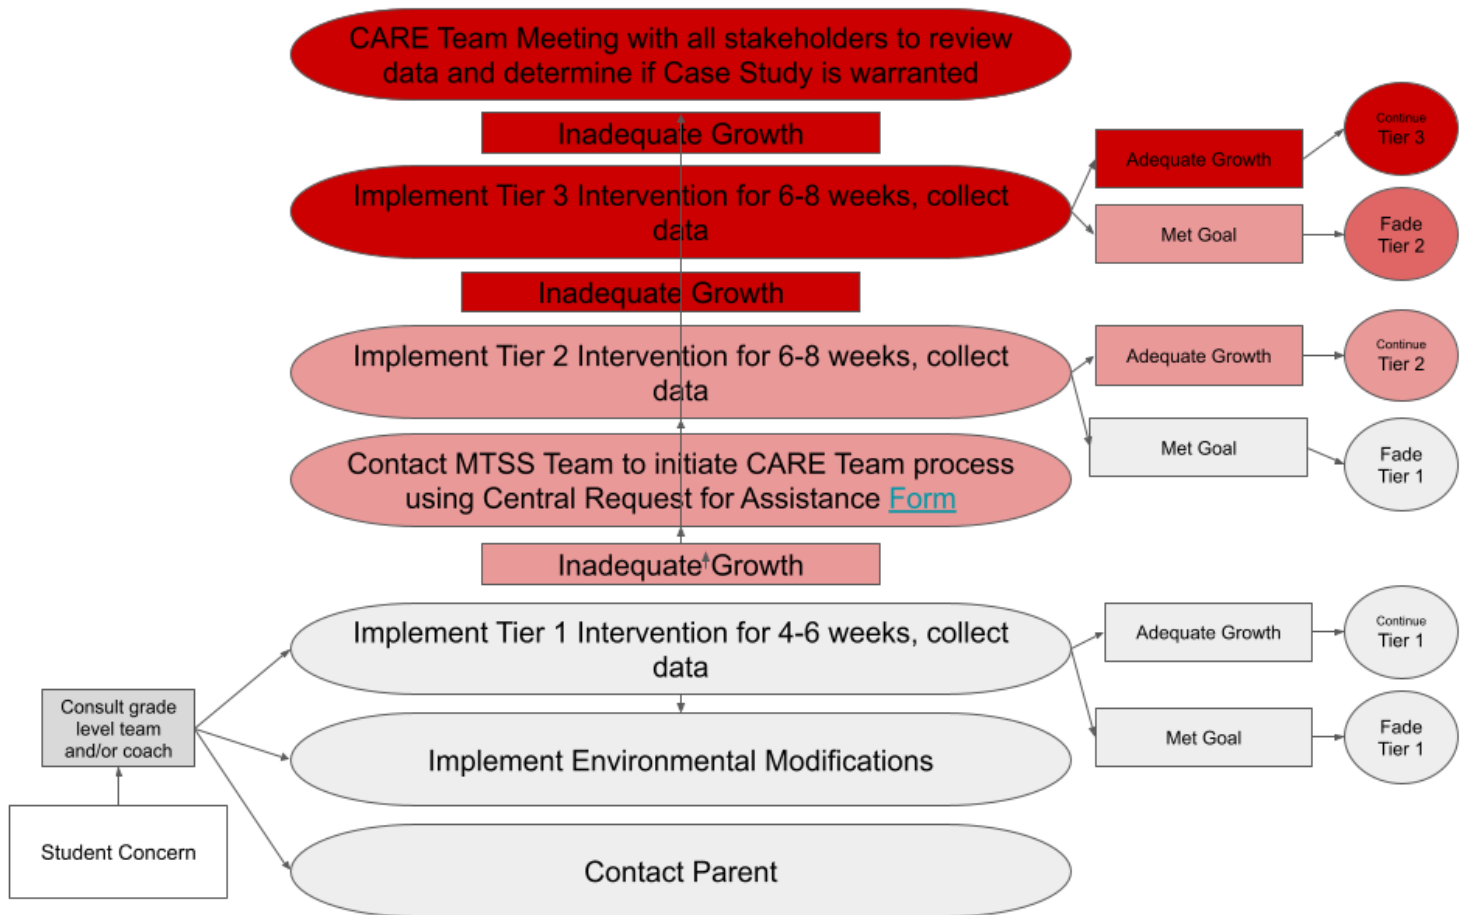 CARE Team Meeting with all stakeholders to review
data and determine if Case Study is warranted
Inadequate Growth
Continue
Tier 3
Adequate Growth
Implement Tier 3 Intervention for 6-8 weeks, collect
data
Met Goal
Fade
Tier 2
Inadequate Growth
Implement Tier 2 Intervention for 6-8 weeks, collect
data
Adequate Growth
Continue
Tier 2
Met Goal
Fade
Tier 1
Contact MTSS Team to initiate CARE Team process
using Central Request for Assistance Form
Inadequate Growth
Implement Tier 1 Intervention for 4-6 weeks, collect
data
Adequate Growth
Continue
Tier 1
Met Goal
Fade
Tier 1
Consult grade
level team
and/or coach
Implement Environmental Modifications
Student Concern
Contact Parent